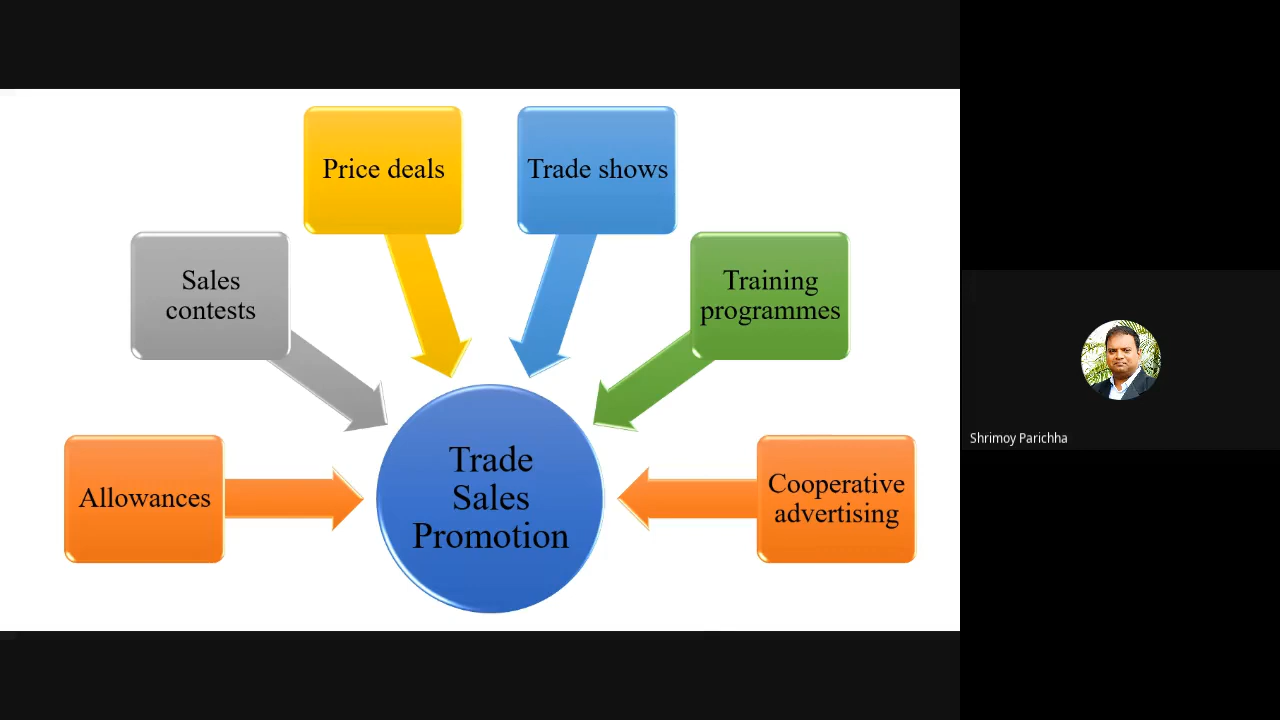 Price deals
Trade shows
Sales
contests
Training
programmes
Allowances
Trade
Sales
Promotion
Cooperative
advertising
Shrimoy Parichha